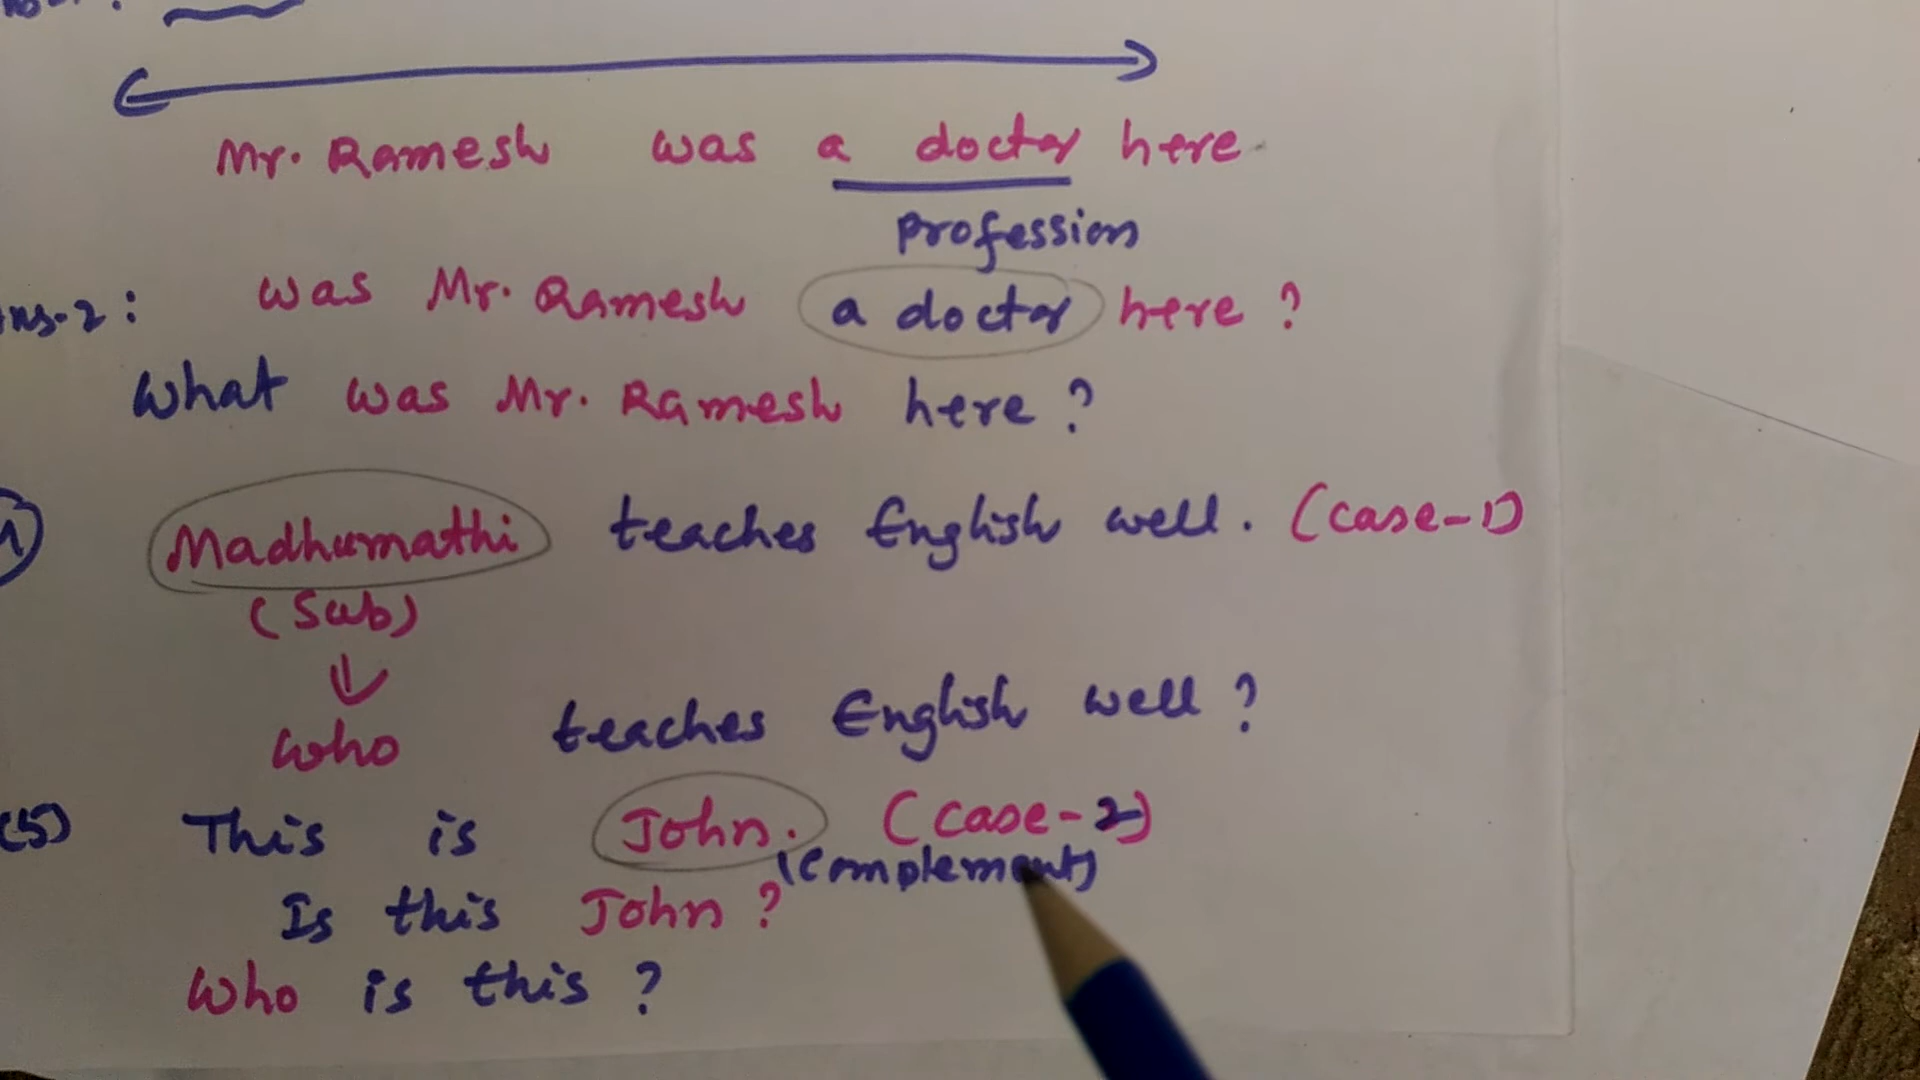 Mr. Ramesh was a doctor here.
profession
was Mr. Ramesh a doctor here ?
What was Mr. Ramesh here ?
Madhumathi teaches English well. (case-1)
(Sub)
who teaches English well ?
(5) This is John. (case-2)
(complement)
Is this John ?
Who is this ?